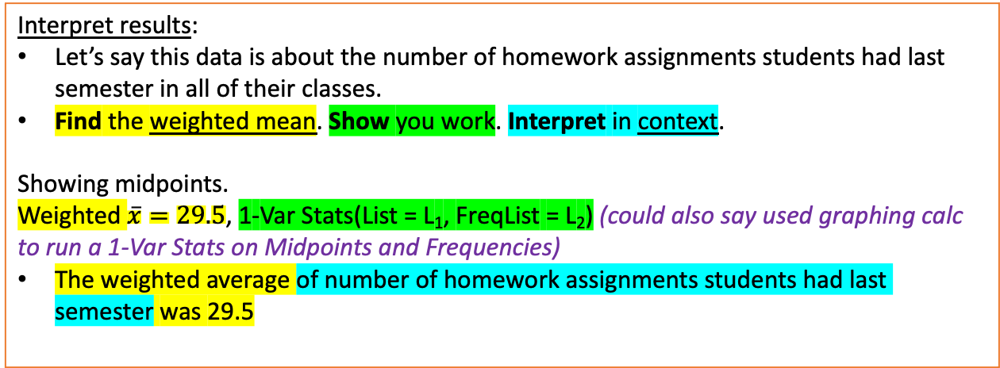 Interpret results:
• Let’s say this data is about the number of homework assignments students had last
semester in all of their classes.
• Find the weighted mean. Show you work. Interpret in context.
Showing midpoints.
Weighted x̄ = 29.5, 1-Var Stats(List = L₁, FreqList = L₂) (could also say used graphing calc
to run a 1-Var Stats on Midpoints and Frequencies)
• The weighted average of number of homework assignments students had last
semester was 29.5